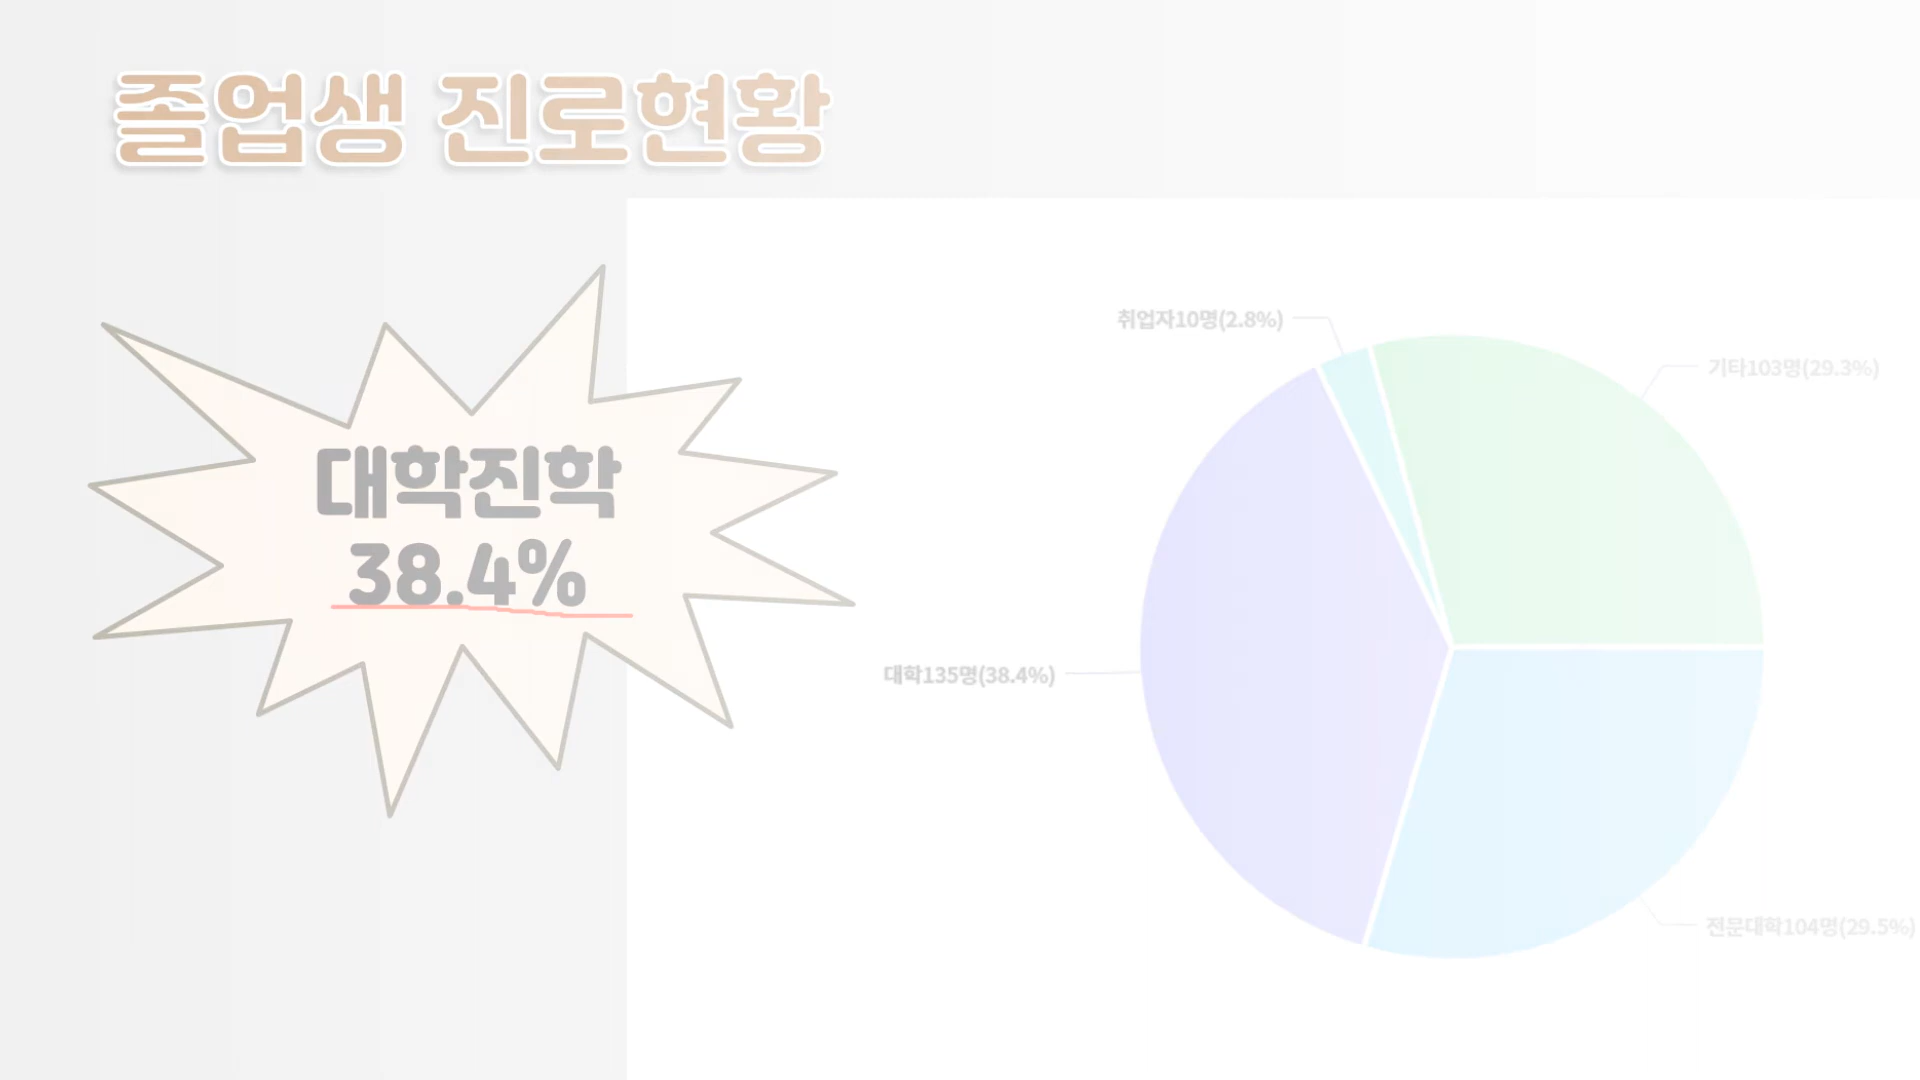 졸업생 진로현황
대학진학
38.4%
취업자10명(2.8%)
기타103명(29.3%)
대학135명(38.4%)
전문대학104명(29.5%)